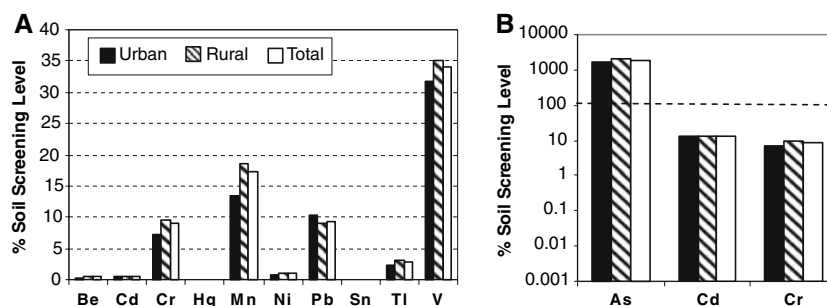 A
% Soil Screening Level
40
35
30
25
20
15
10
5
0
Urban Rural Total
Be Cd Cr Hg Mn Ni Pb Sn Tl V
B
% Soil Screening Level
10000
1000
100
10
1
0.1
0.01
0.001
As Cd Cr